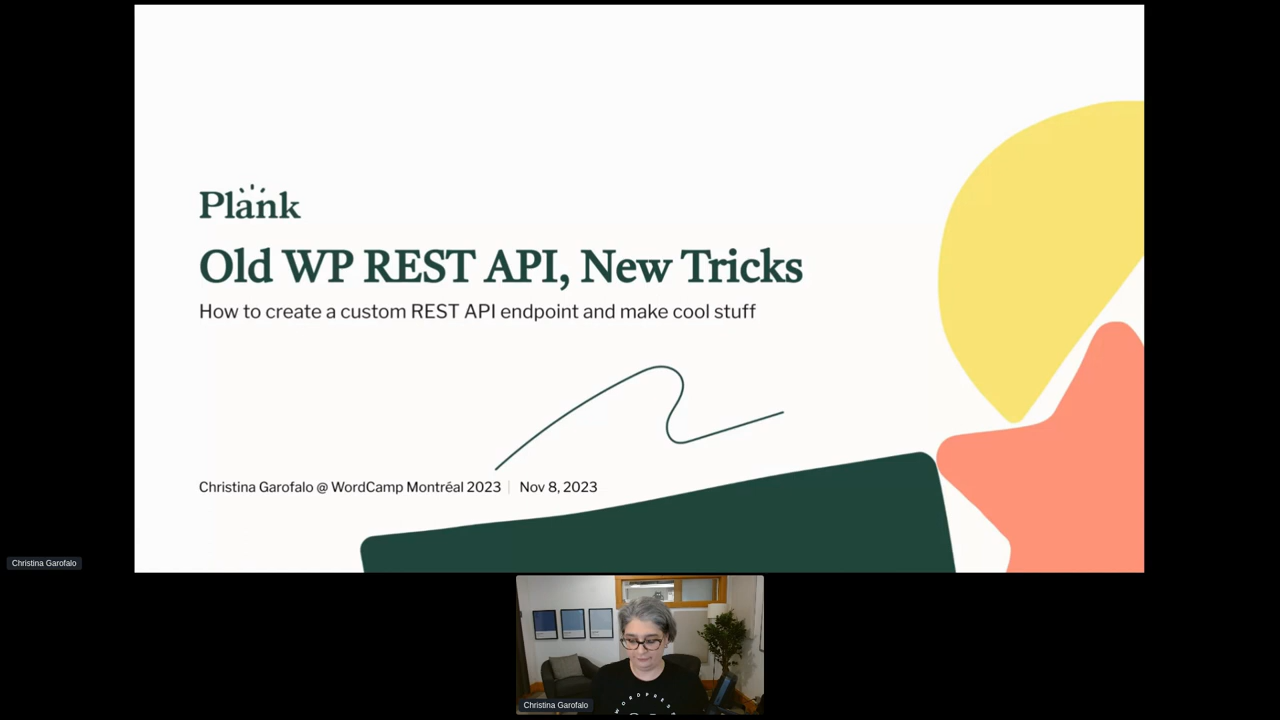 Plank
Old WP REST API, New Tricks
How to create a custom REST API endpoint and make cool stuff
Christina Garofalo @ WordCamp Montréal 2023 | Nov 8, 2023
Christina Garofalo
WORDPRESS
Christina Garofalo